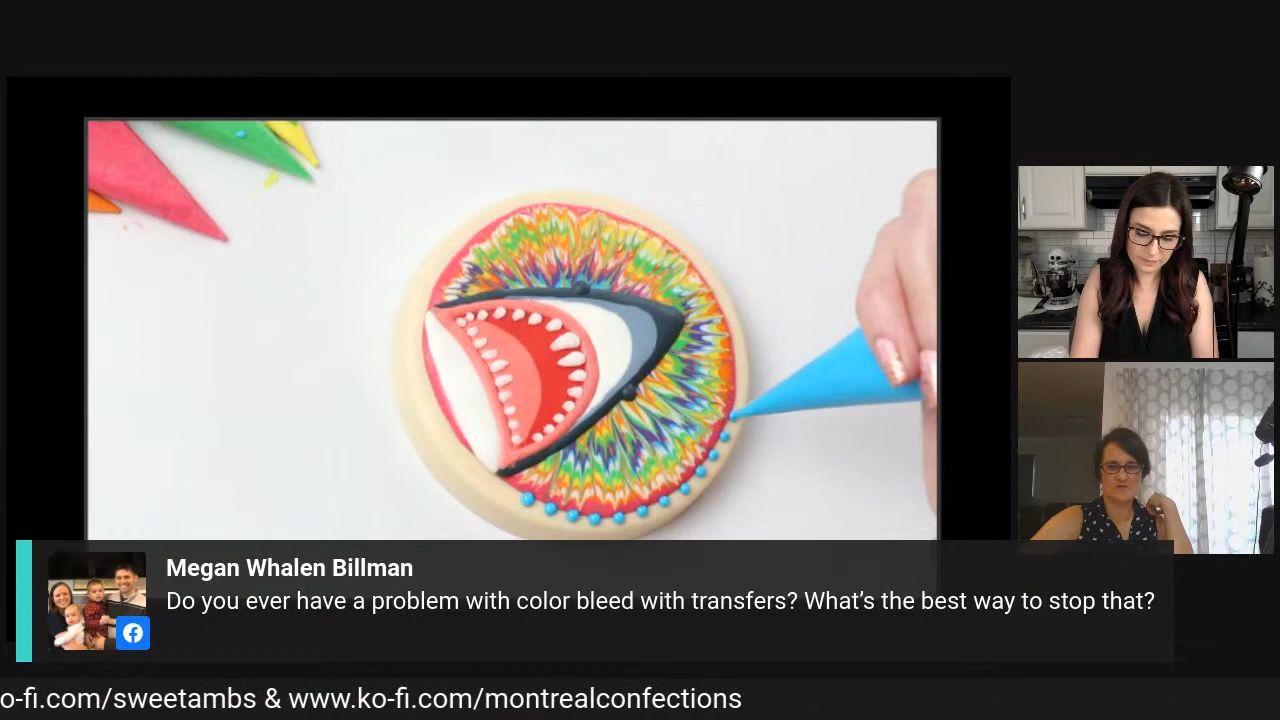 Megan Whalen Billman
Do you ever have a problem with color bleed with transfers? What’s the best way to stop that?
o-fi.com/sweetambs & www.ko-fi.com/montrealconfections